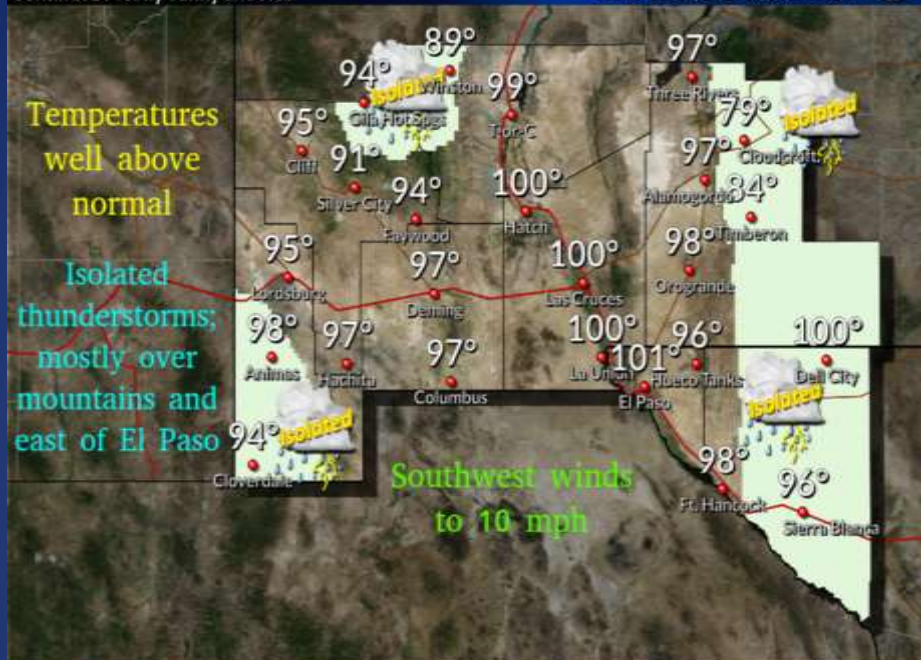 Temperatures
well above
normal
Isolated
thunderstorms;
mostly over
mountains and
east of El Paso
Southwest winds
to 10 mph
89°
Winston
94°
Isolated
Gila Hot Spgs
99°
T-or-C
97°
Three Rivers
79°
Cloudcroft
Isolated
95°
Cliff
91°
Silver City
94°
Faywood
100°
Hatch
97°
Alamogordo
84°
Timberon
95°
Lordsburg
97°
Deming
100°
Las Cruces
98°
Orogrande
98°
Animas
97°
Hachita
97°
Columbus
100°
La Union
101°
El Paso
96°
Hueco Tanks
100°
Dell City
Isolated
94°
Cloverdale
Isolated
98°
Ft. Hancock
96°
Sierra Blanca